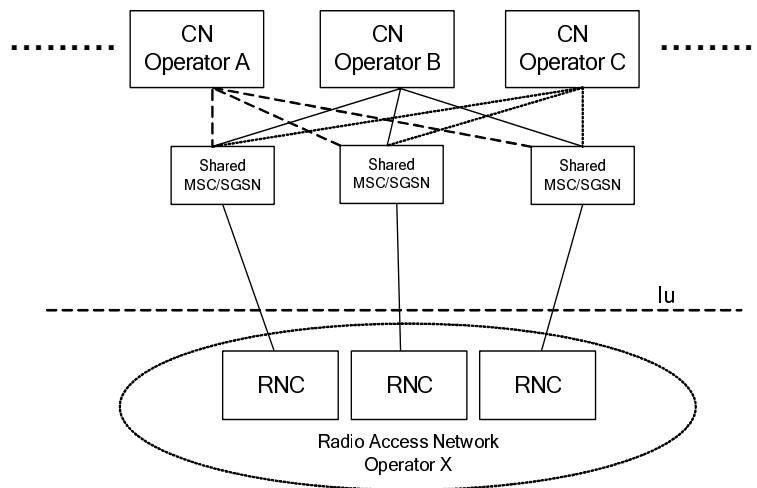 CN
Operator A
CN
Operator B
CN
Operator C
Shared
MSC/SGSN
Shared
MSC/SGSN
Shared
MSC/SGSN
Iu
RNC
RNC
RNC
Radio Access Network
Operator X